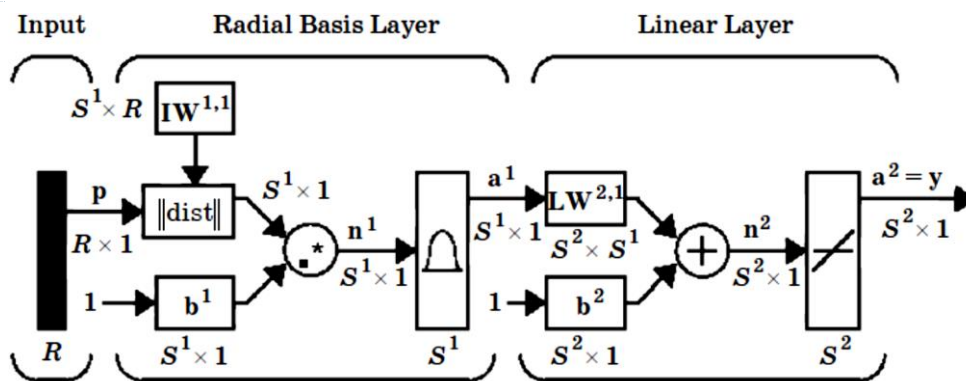 Input Radial Basis Layer Linear Layer
S¹ × R IW¹,¹
p ‖dist‖ S¹ × 1 n¹ a¹ LW²,¹ n² a² = y
R × 1 .* S¹ × 1 S¹ × 1 S² × S¹ + S² × 1 S² × 1
1 b¹ 1 b²
R S¹ × 1 S¹ S² × 1 S²